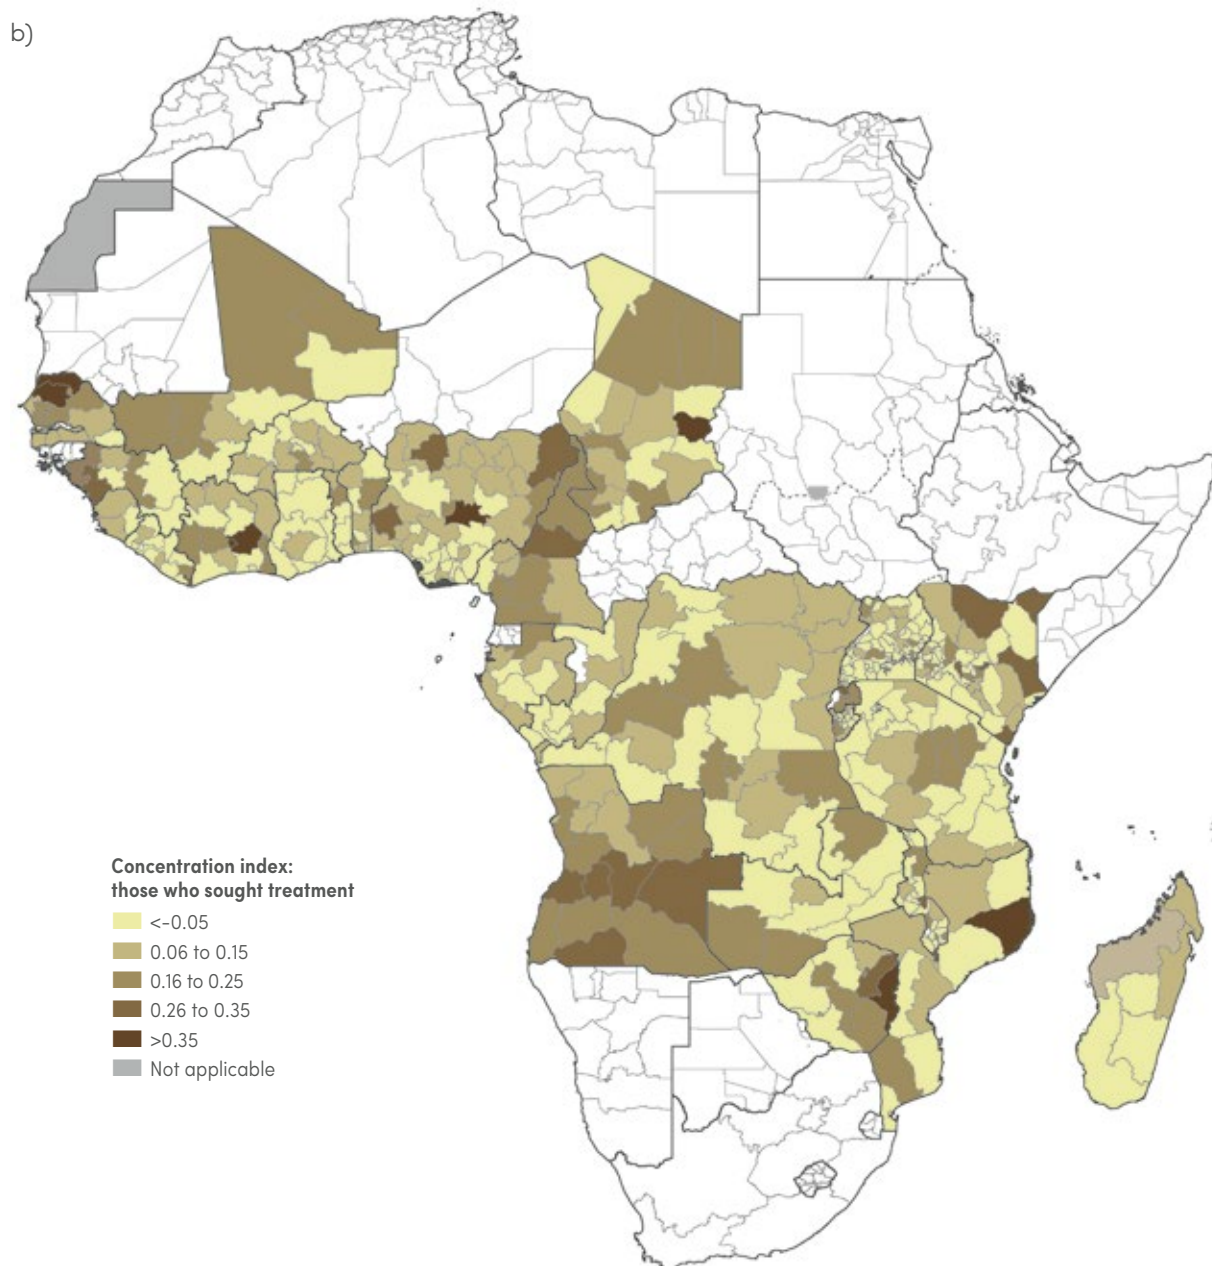 b)
Concentration index:
those who sought treatment
<-0.05
0.06 to 0.15
0.16 to 0.25
0.26 to 0.35
>0.35
Not applicable